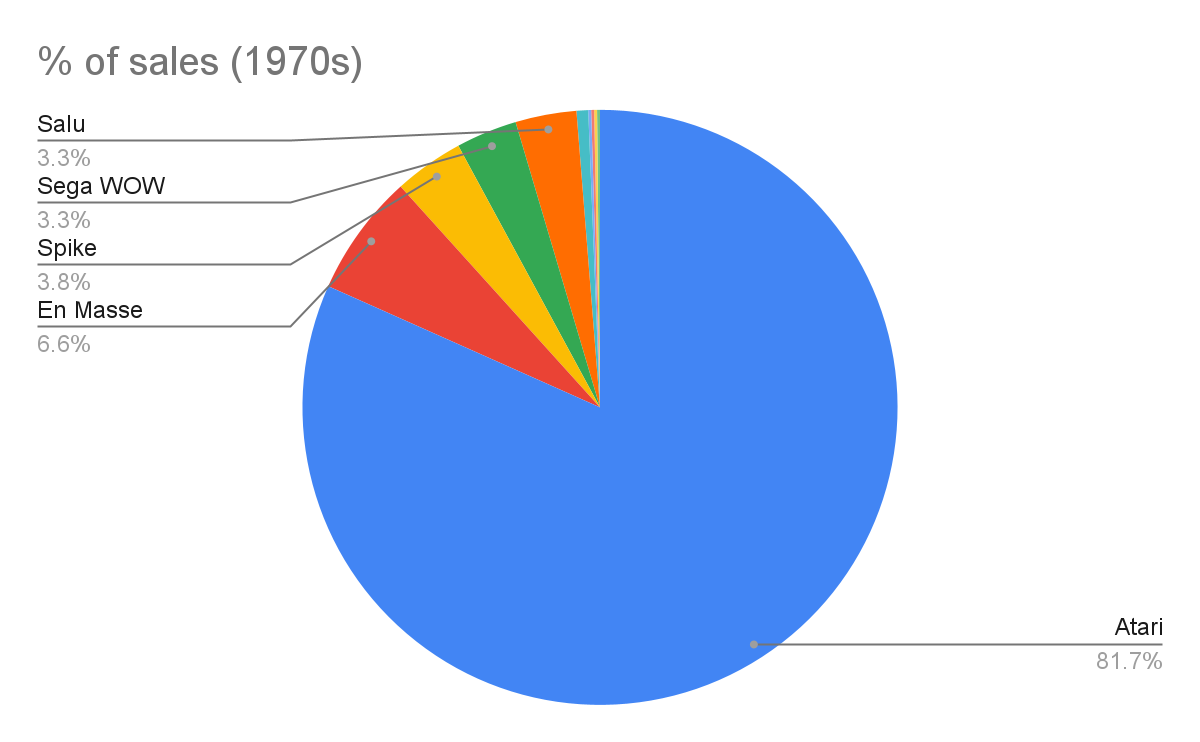 % of sales (1970s)
Salu
3.3%
Sega WOW
3.3%
Spike
3.8%
En Masse
6.6%
Atari
81.7%